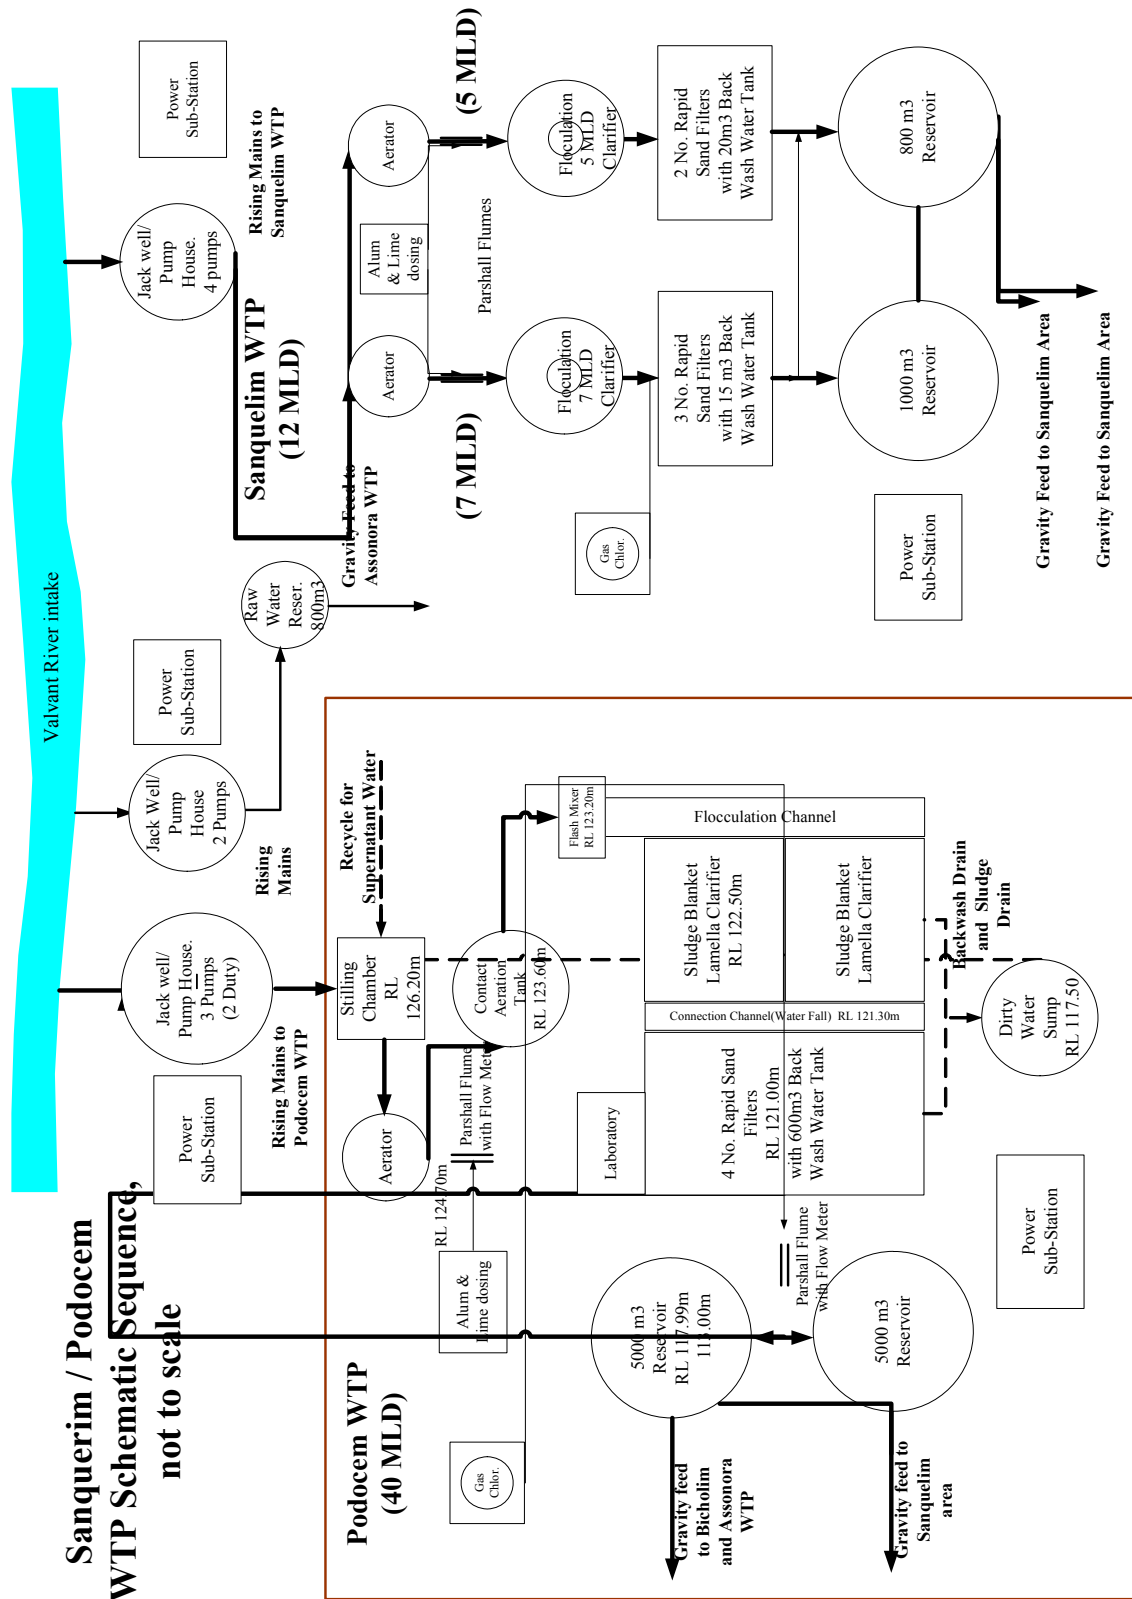 Sanquerim / Podocem
WTP Schematic Sequence,
not to scale
Valvant River intake
Jack well/
Pump House.
3 Pumps
(2 Duty)
Power
Sub-Station
Rising Mains to
Podocem WTP
Jack Well/
Pump
House
2 Pumps
Rising
Mains
Power
Sub-Station
Raw
Water
Reser.
800m3
Gravity Feed to
Assonora WTP
Jack well/
Pump
House.
4 pumps
Power
Sub-Station
Rising Mains to
Sanquelim WTP
Sanquelim WTP
(12 MLD)
Aerator
Alum
& Lime
dosing
Aerator
(7 MLD)
Parshall Flumes
(5 MLD)
Floculation
7 MLD
Clarifier
Floculation
5 MLD
Clarifier
Gas
Chlor.
3 No. Rapid
Sand Filters
with 15 m3 Back
Wash Water Tank
2 No. Rapid
Sand Filters
with 20m3 Back
Wash Water Tank
1000 m3
Reservoir
800 m3
Reservoir
Power
Sub-Station
Gravity Feed to Sanquelim Area
Gravity Feed to Sanquelim Area
Podocem WTP
(40 MLD)
Recycle for
Supernatant Water
Stilling
Chamber
RL
126.20m
Aerator
Contact
Aeration
Tank
RL 123.60m
Parshall Flume
with Flow Meter
RL 124.70m
Alum &
Lime dosing
Gas
Chlor.
Flash Mixer
RL 123.20m
Flocculation Channel
Sludge Blanket
Lamella Clarifier
RL 122.50m
Sludge Blanket
Lamella Clarifier
Connection Channel(Water Fall)  RL 121.30m
Laboratory
4 No. Rapid Sand
Filters
RL 121.00m
with 600m3 Back
Wash Water Tank
Backwash Drain
and Sludge
Drain
Dirty
Water
Sump
RL 117.50
Parshall Flume
with Flow Meter
5000 m3
Reservoir
RL 117.99m
113.00m
5000 m3
Reservoir
Power
Sub-Station
Gravity feed
to Bicholim
and Assonora
WTP
Gravity feed to
Sanquelim
area